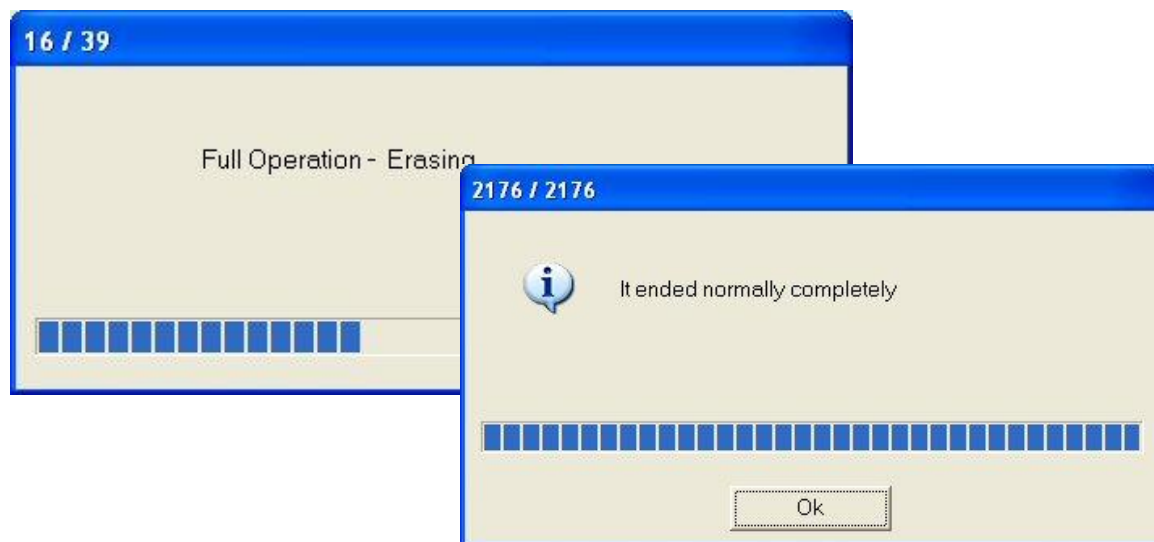 16 / 39
Full Operation - Erasing
2176 / 2176
It ended normally completely
Ok